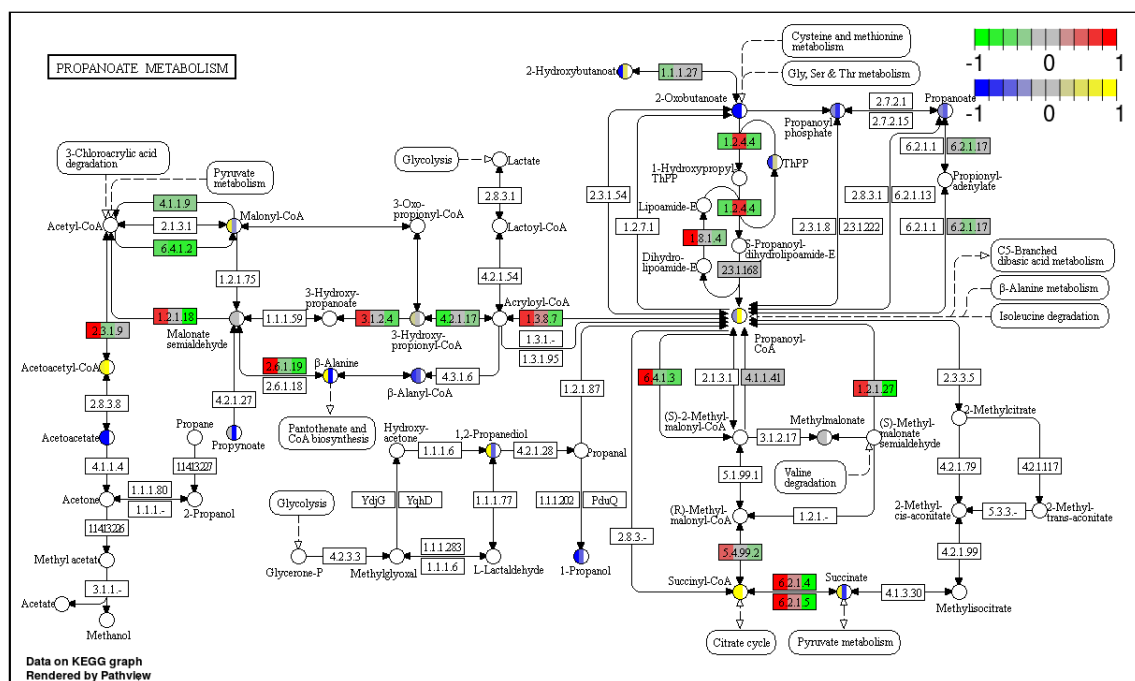 PROPANOATE METABOLISM
Cysteine and methionine
metabolism
Gly, Ser & Thr metabolism
-1 0 1
-1 0 1
2-Hydroxybutanoate
1.1.1.27
2-Oxobutanoate
Propanoyl
phosphate
2.7.2.1
2.7.2.15
Propanoate
3-Chloroacrylic acid
degradation
Pyruvate
metabolism
Glycolysis
Lactate
1.2.4.4
ThPP
1-Hydroxypropyl
ThPP
6.2.1.1
6.2.1.17
Propionyl-
adenylate
4.1.1.9
Malonyl-CoA
Acetyl-CoA
2.1.3.1
6.4.1.2
3-Oxo-
propionyl-CoA
2.8.3.1
Lactoyl-CoA
2.3.1.54
1.2.7.1
Lipoamide-E
1.2.4.4
1.8.1.4
Dihydro-
lipoamide-E
S-Propanoyl-
dihydrolipoamide-E
2.3.1.168
2.3.1.8
2.3.1.222
2.8.3.1
6.2.1.13
6.2.1.1
6.2.1.17
C5-Branched
dibasic acid metabolism
β-Alanine metabolism
Isoleucine degradation
1.2.1.75
4.2.1.54
3-Hydroxy-
propanoate
1.2.1.18
Malonate
semialdehyde
1.1.1.59
3.1.2.4
3-Hydroxy-
propionyl-CoA
4.2.1.17
Acryloyl-CoA
1.3.8.7
1.3.1.-
1.3.1.95
Propanoyl-
CoA
2.3.1.9
Acetoacetyl-CoA
2.6.1.19
2.6.1.18
β-Alanine
β-Alanyl-CoA
4.3.1.6
1.2.1.87
6.4.1.3
2.1.3.1
4.1.1.41
1.2.1.27
2.3.3.5
2.8.3.8
4.2.1.27
Pantothenate and
CoA biosynthesis
Acetoacetate
Propynoate
Propane
Hydroxy-
acetone
1.1.1.6
1,2-Propanediol
4.2.1.28
Propanal
(S)-2-Methyl-
malonyl-CoA
3.1.2.17
Methylmalonate
(S)-Methyl-
malonate
semialdehyde
2-Methylcitrate
4.1.1.4
1.14.13.227
Acetone
1.1.1.80
1.1.1.-
2-Propanol
Glycolysis
YdjG
YqhD
1.1.1.77
1.1.1.202
PduQ
5.1.99.1
Valine
degradation
4.2.1.79
4.2.1.117
1.14.13.226
(R)-Methyl-
malonyl-CoA
1.2.1.-
2-Methyl-
cis-aconitate
5.3.3.-
2-Methyl-
trans-aconitate
2.8.3.-
Methyl acetat
4.2.3.3
1.1.1.283
1.1.1.6
Glycerone-P
Methylglyoxal
L-Lactaldehyde
1-Propanol
5.4.99.2
4.2.1.99
3.1.1.-
Acetate
Methanol
Succinyl-CoA
6.2.1.4
6.2.1.5
Succinate
4.1.3.30
Methylisocitrate
Citrate cycle
Pyruvate metabolism
Data on KEGG graph
Rendered by Pathview